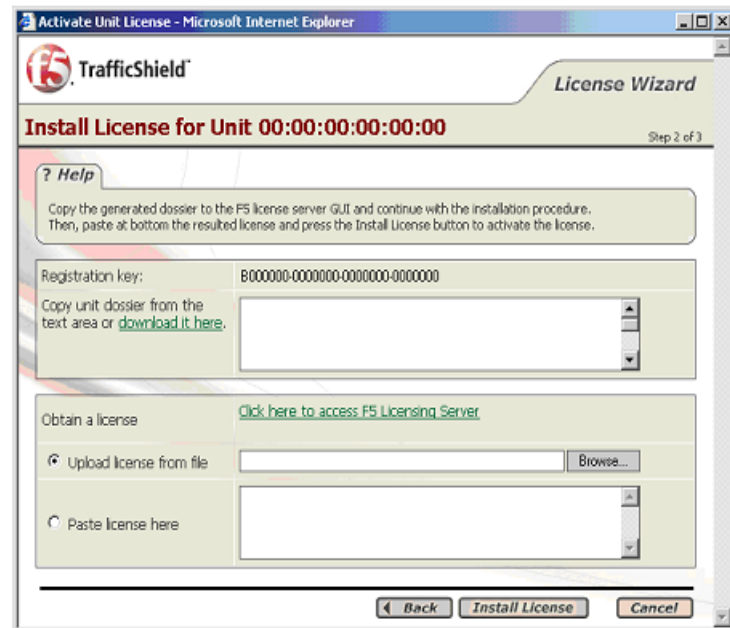 Activate Unit License - Microsoft Internet Explorer
f5 TrafficShield
License Wizard
Install License for Unit 00:00:00:00:00:00
Step 2 of 3
? Help
Copy the generated dossier to the F5 license server GUI and continue with the installation procedure.
Then, paste at bottom the resulted license and press the Install License button to activate the license.
Registration key: B000000-0000000-0000000-0000000
Copy unit dossier from the
text area or download it here.
Obtain a license
Click here to access F5 Licensing Server
Upload license from file
Browse...
Paste license here
Back
Install License
Cancel